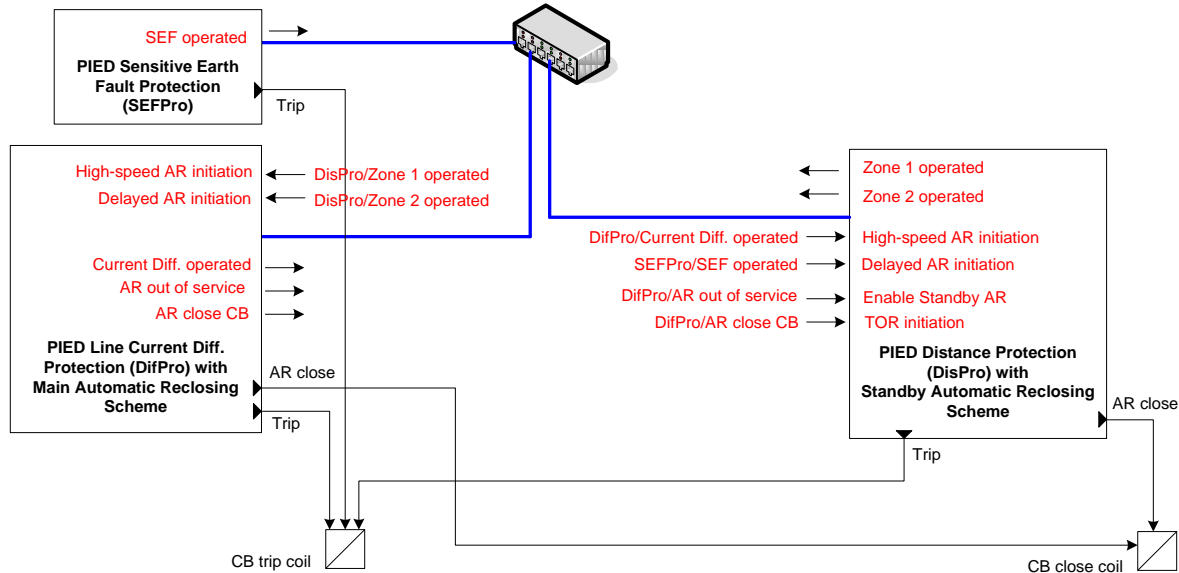 SEF operated
PIED Sensitive Earth
Fault Protection
(SEFPro)
Trip
High-speed AR initiation
DisPro/Zone 1 operated
Delayed AR initiation
DisPro/Zone 2 operated
Current Diff. operated
AR out of service
AR close CB
PIED Line Current Diff.
Protection (DifPro) with
Main Automatic Reclosing
Scheme
AR close
Trip
Zone 1 operated
Zone 2 operated
DifPro/Current Diff. operated
High-speed AR initiation
SEFPro/SEF operated
Delayed AR initiation
DifPro/AR out of service
Enable Standby AR
DifPro/AR close CB
TOR initiation
PIED Distance Protection
(DisPro) with
Standby Automatic Reclosing
Scheme
AR close
Trip
CB trip coil
CB close coil